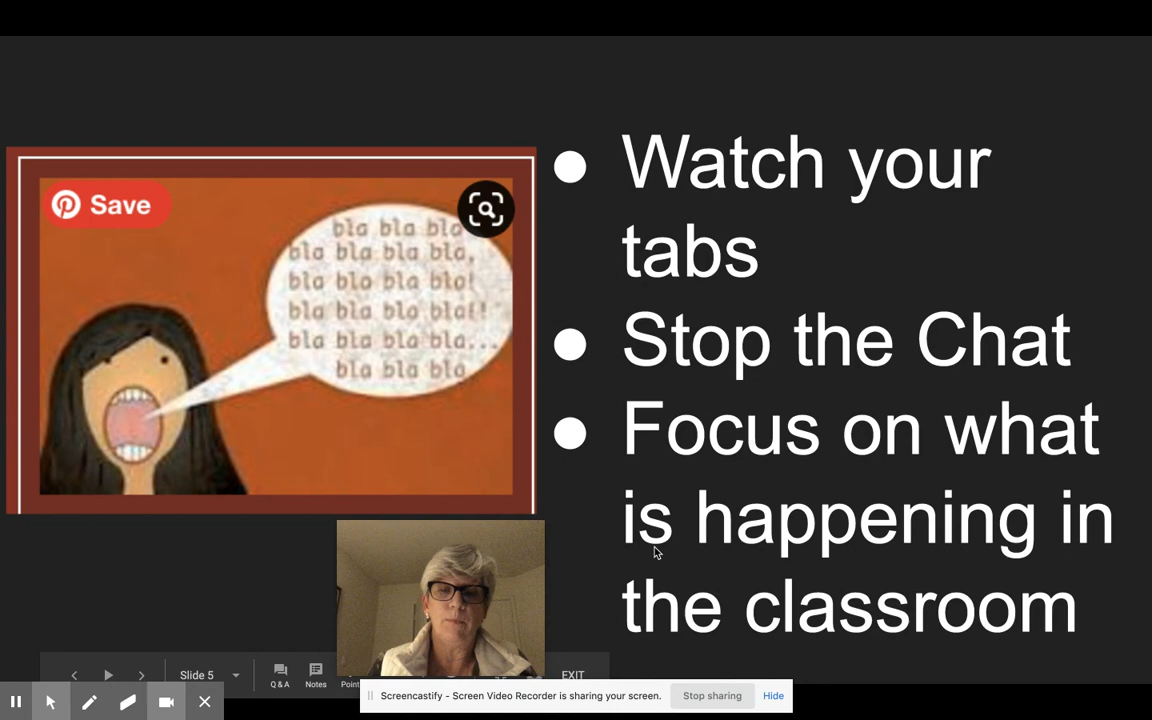 Save
bla bla bla
bla bla bla bla,
bla bla bla bla!
bla bla bla bla!!
bla bla bla bla...
bla bla bla
Watch your
tabs
Stop the Chat
Focus on what
is happening in
the classroom
Slide 5
Q & A
Notes
EXIT
Screencastify - Screen Video Recorder is sharing your screen.
Stop sharing
Hide